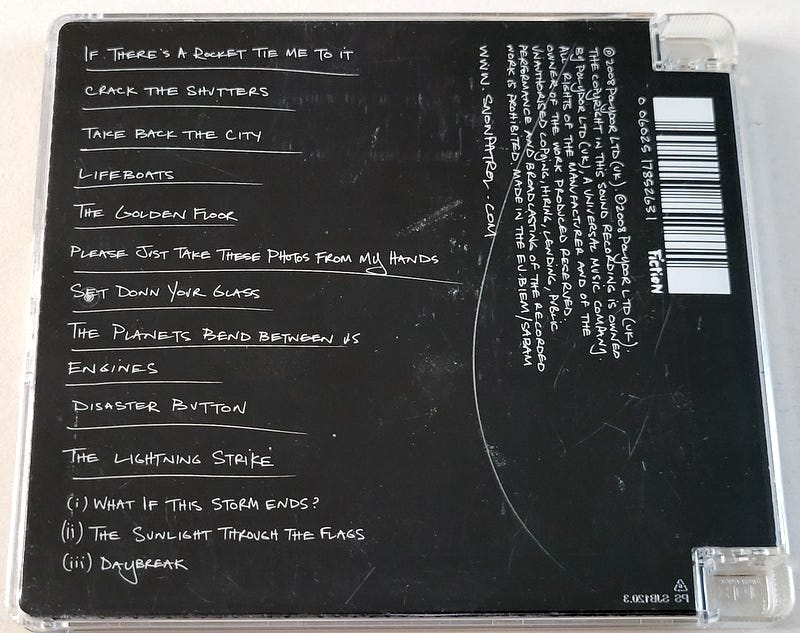 If There's A Rocket Tie Me To It
Crack The Shutters
Take Back The City
Lifeboats
The Golden Floor
Please Just Take These Photos From My Hands
Set Down Your Glass
The Planets Bend Between Us
Engines
Disaster Button
The Lightning Strike
(i) What If This Storm Ends?
(ii) The Sunlight Through The Flags
(iii) Daybreak
www.snowpatrol.com
℗2008 Polydor Ltd (UK). ©2008 Polydor Ltd (UK).
The copyright in this sound recording is owned
by Polydor Ltd (UK), a Universal Music Company.
All rights of the manufacturer and of the
owner of the work produced reserved.
Unauthorised copying, hiring, lending, public
performance and broadcasting of the recorded
work is prohibited. Made in the EU. BIEM/SABAM
0 06025 17852631
Fiction
PS SJB120.3